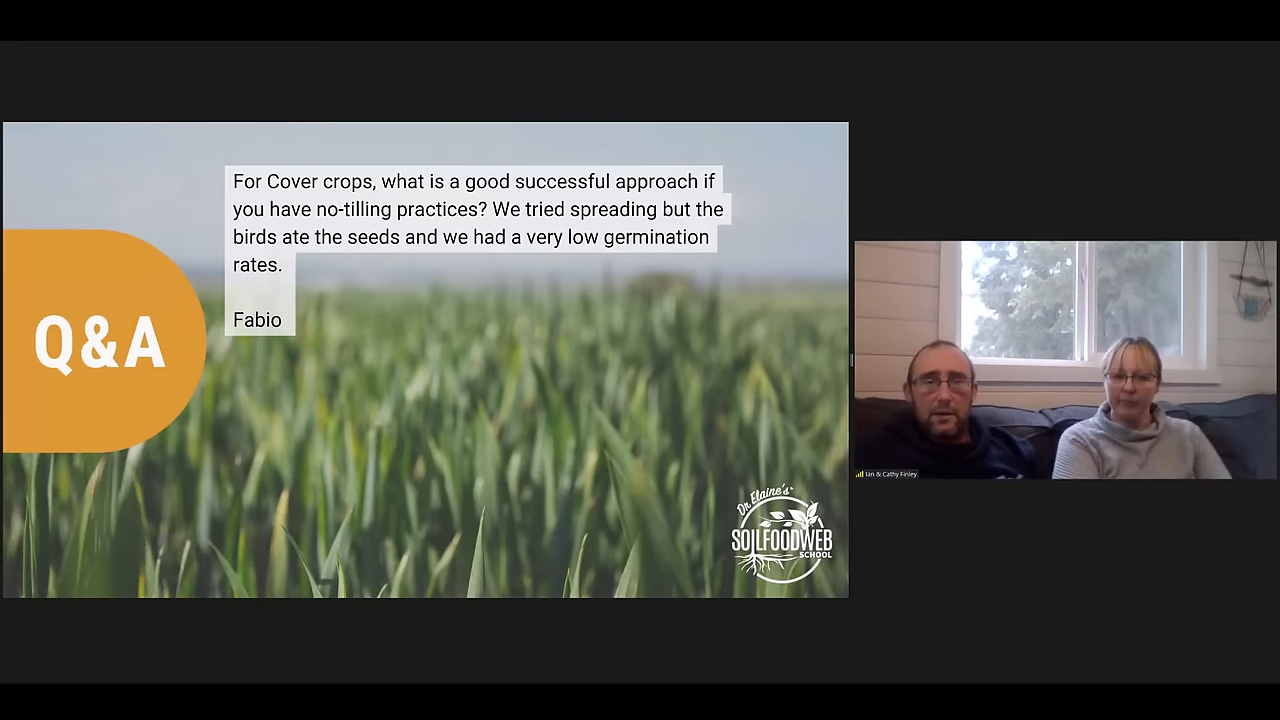 For Cover crops, what is a good successful approach if
you have no-tilling practices? We tried spreading but the
birds ate the seeds and we had a very low germination
rates.
Fabio
Q&A
Dr. Elaine's
SOILFOODWEB
SCHOOL
Ian & Cathy Finley